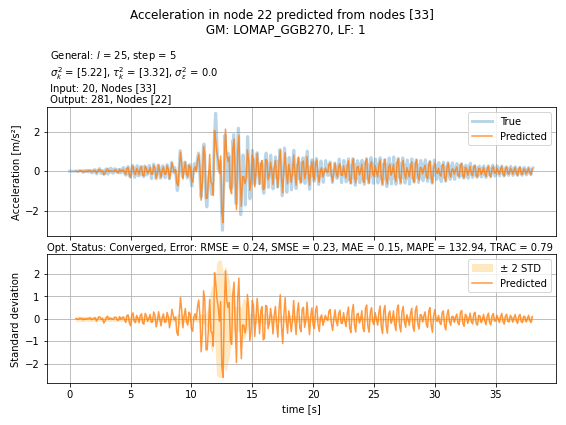 Acceleration in node 22 predicted from nodes [33]
GM: LOMAP_GGB270, LF: 1
General: l = 25, step = 5
σ²ₖ = [5.22], τ²ₖ = [3.32], σ²ε = 0.0
Input: 20, Nodes [33]
Output: 281, Nodes [22]
True
Predicted
Acceleration [m/s²]
2
0
−2
Opt. Status: Converged, Error: RMSE = 0.24, SMSE = 0.23, MAE = 0.15, MAPE = 132.94, TRAC = 0.79
± 2 STD
Predicted
Standard deviation
2
1
0
−1
−2
0 5 10 15 20 25 30 35
time [s]